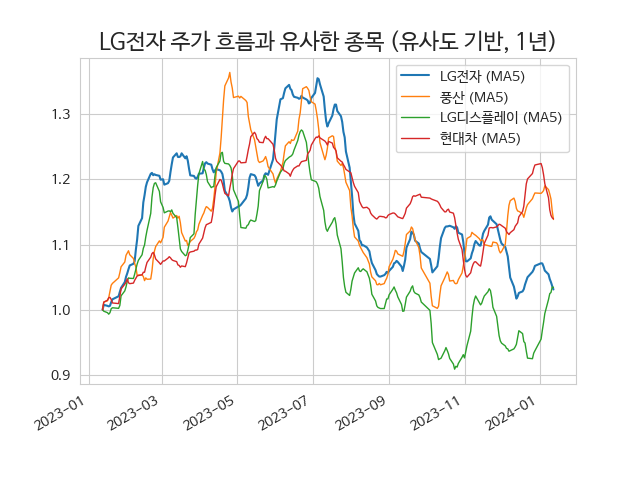 LG전자 주가 흐름과 유사한 종목 (유사도 기반, 1년)
LG전자 (MA5)
풍산 (MA5)
LG디스플레이 (MA5)
현대차 (MA5)
1.3
1.2
1.1
1.0
0.9
2023-01
2023-03
2023-05
2023-07
2023-09
2023-11
2024-01